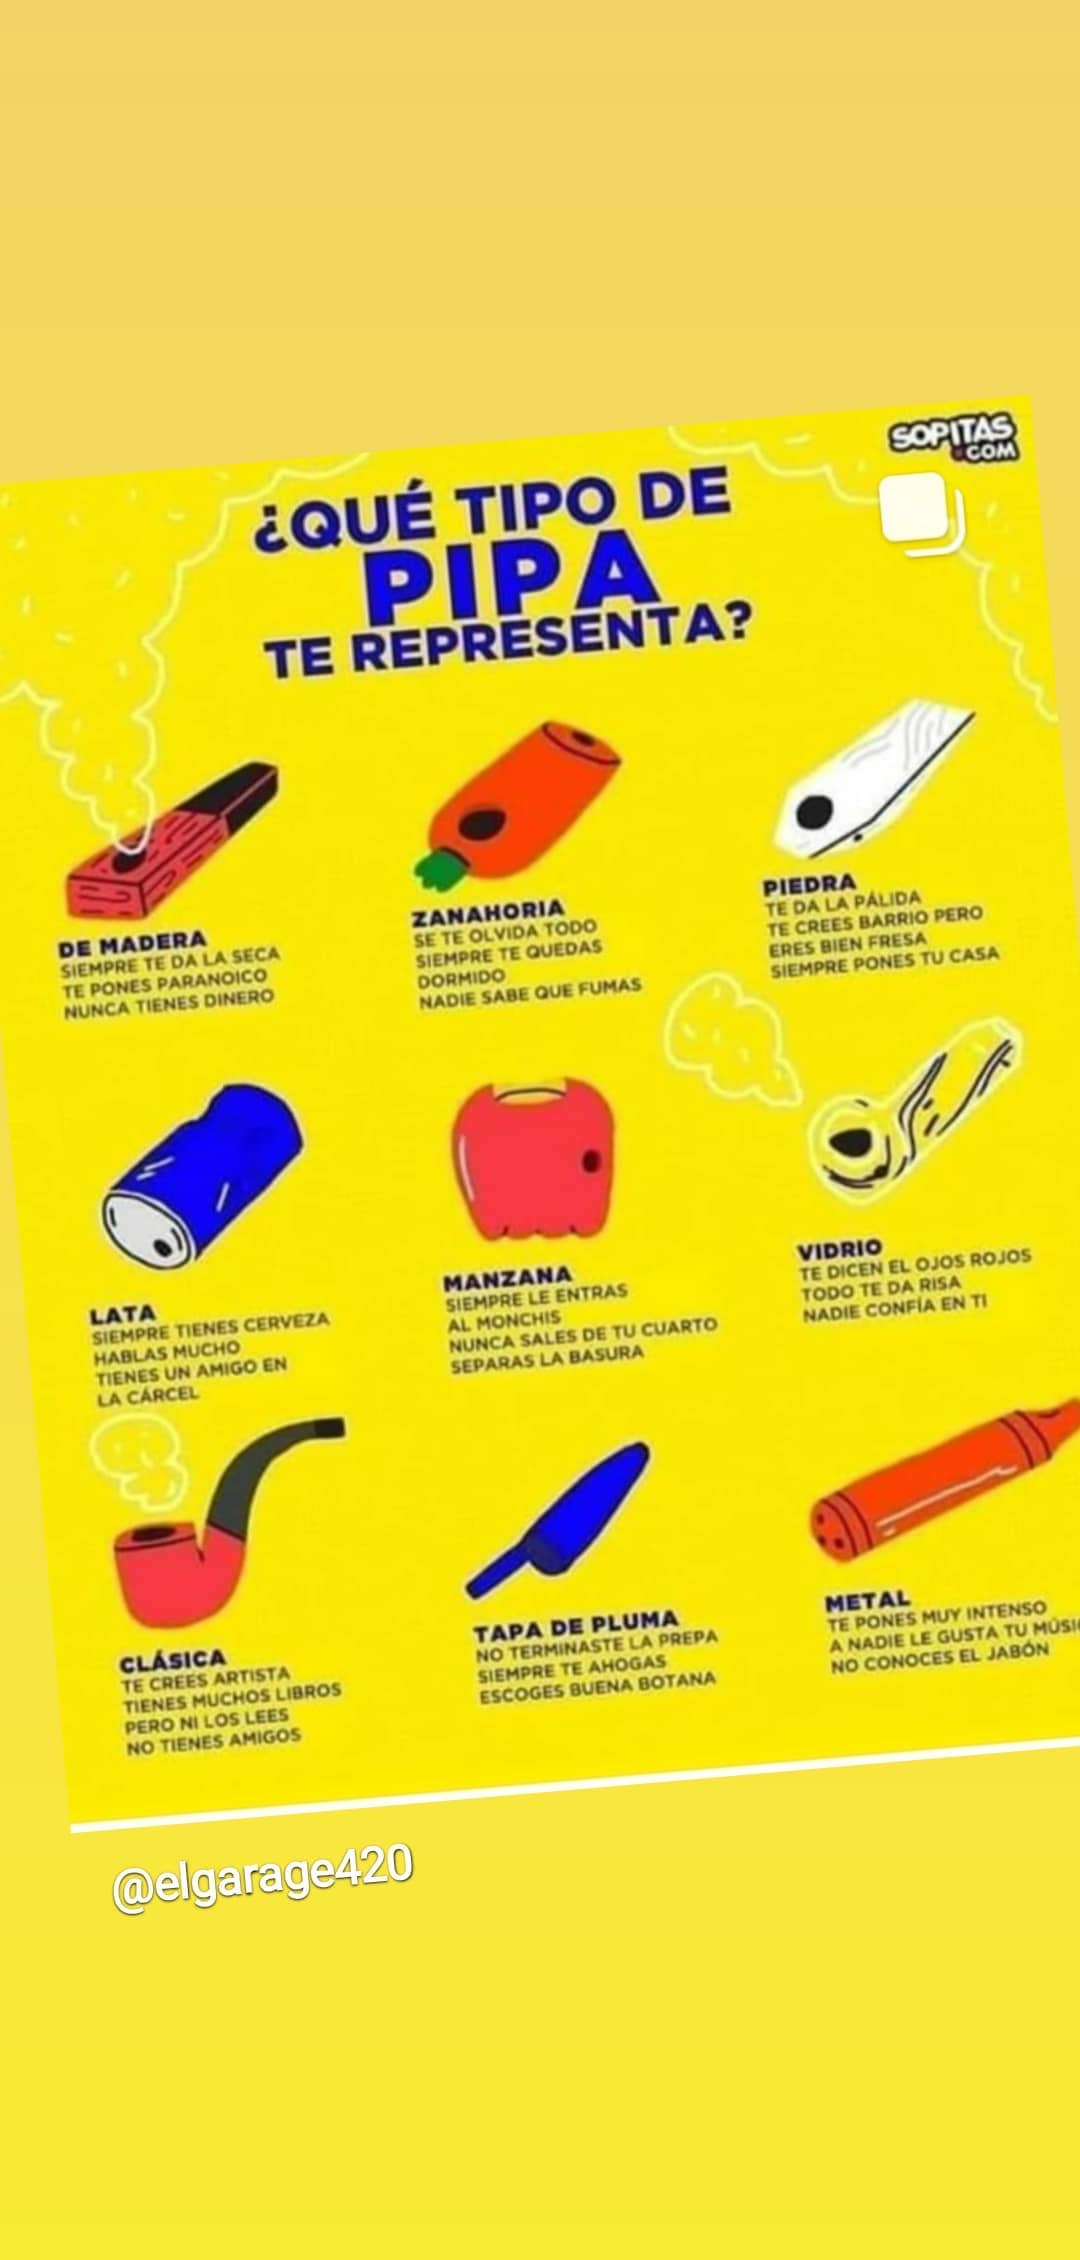 SOPITAS
.COM
¿QUÉ TIPO DE
PIPA
TE REPRESENTA?
DE MADERA
SIEMPRE TE DA LA SECA
TE PONES PARANOICO
NUNCA TIENES DINERO
ZANAHORIA
SE TE OLVIDA TODO
SIEMPRE TE QUEDAS
DORMIDO
NADIE SABE QUE FUMAS
PIEDRA
TE DA LA PÁLIDA
TE CREES BARRIO PERO
ERES BIEN FRESA
SIEMPRE PONES TU CASA
LATA
SIEMPRE TIENES CERVEZA
HABLAS MUCHO
TIENES UN AMIGO EN
LA CÁRCEL
MANZANA
SIEMPRE LE ENTRAS
AL MONCHIS
NUNCA SALES DE TU CUARTO
SEPARAS LA BASURA
VIDRIO
TE DICEN EL OJOS ROJOS
TODO TE DA RISA
NADIE CONFÍA EN TI
CLÁSICA
TE CREES ARTISTA
TIENES MUCHOS LIBROS
PERO NI LOS LEES
NO TIENES AMIGOS
TAPA DE PLUMA
NO TERMINASTE LA PREPA
SIEMPRE TE AHOGAS
ESCOGES BUENA BOTANA
METAL
TE PONES MUY INTENSO
A NADIE LE GUSTA TU
NO CONOCES EL JABÓN
@elgarage420